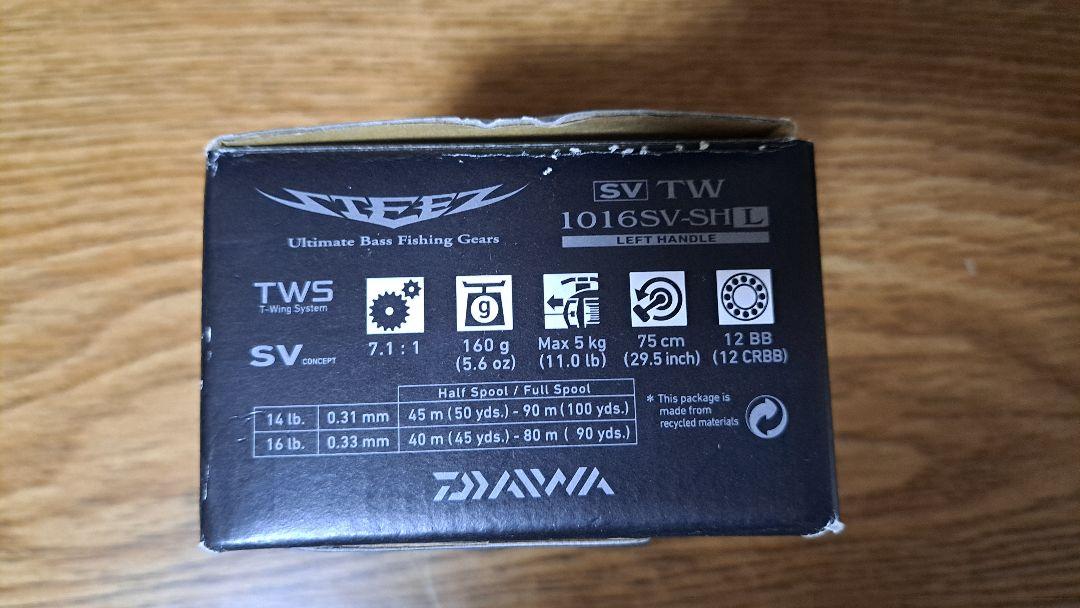 STEEZ
Ultimate Bass Fishing Gears
SV TW
1016SV-SH L
LEFT HANDLE
TWS
T-Wing System
SV CONCEPT
7.1 : 1
g
160 g
(5.6 oz)
Max 5 kg
(11.0 lb)
75 cm
(29.5 inch)
12 BB
(12 CRBB)
Half Spool / Full Spool
14 lb. 0.31 mm 45 m (50 yds.) - 90 m (100 yds.)
16 lb. 0.33 mm 40 m (45 yds.) - 80 m ( 90 yds.)
* This package is
made from
recycled materials
DAIWA